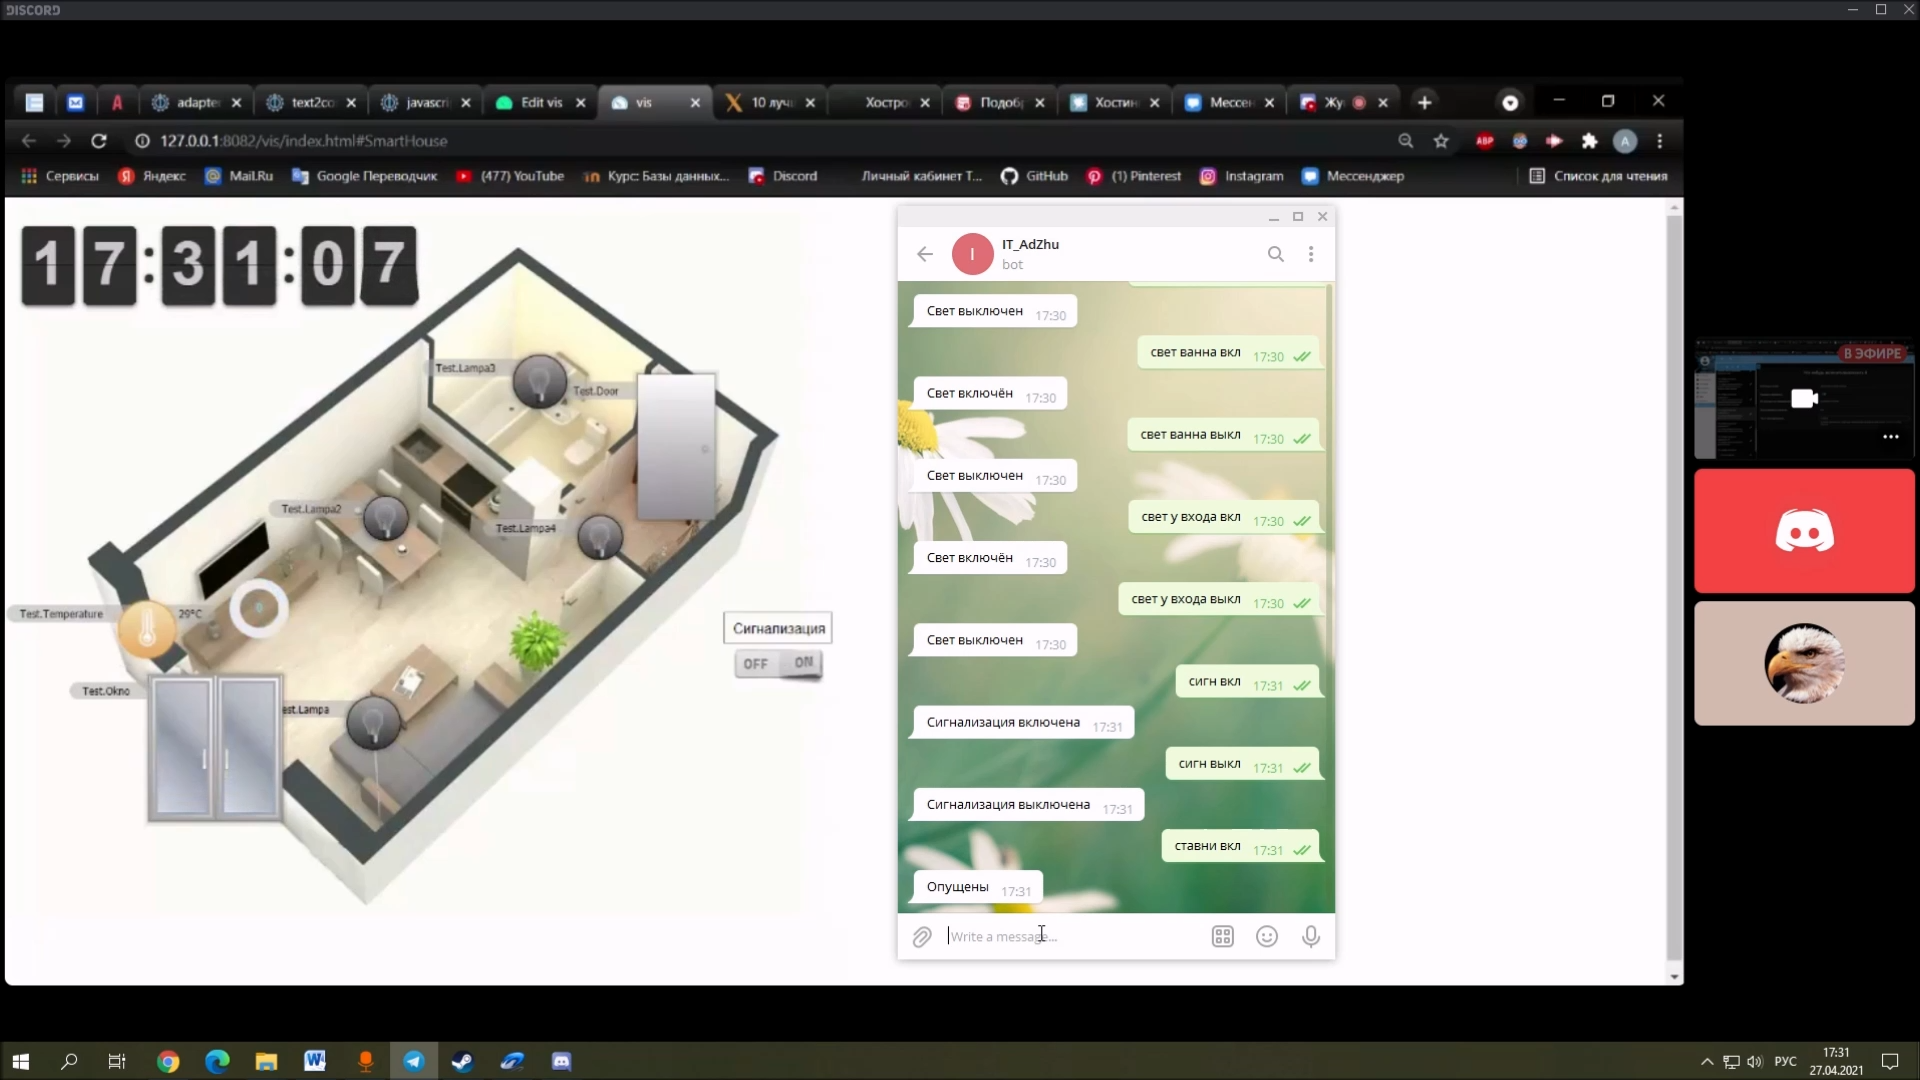 DISCORD
adapte
text2co
javascri
Edit vis
vis
10 луч
Хостро
Подоб
Хостин
Мессен
Жу
127.0.0.1:8082/vis/index.html#SmartHouse
ABP
A
Сервисы
Яндекс
Mail.Ru
Google Переводчик
(477) YouTube
Курс: Базы данных...
Discord
Личный кабинет Т...
GitHub
(1) Pinterest
Instagram
Мессенджер
Список для чтения
17:31:07
Test.Lampa3
Test.Door
Test.Lampa2
Test.Lampa4
Test.Temperature
29°C
Test.Okno
est.Lampa
Сигнализация
OFF ON
I
IT_AdZhu
bot
Свет выключен 17:30
свет ванна вкл 17:30
Свет включён 17:30
свет ванна выкл 17:30
Свет выключен 17:30
свет у входа вкл 17:30
Свет включён 17:30
свет у входа выкл 17:30
Свет выключен 17:30
сигн вкл 17:31
Сигнализация включена 17:31
сигн выкл 17:31
Сигнализация выключена 17:31
ставни вкл 17:31
Опущены 17:31
Write a message...
В ЭФИРЕ
РУС
17:31
27.04.2021